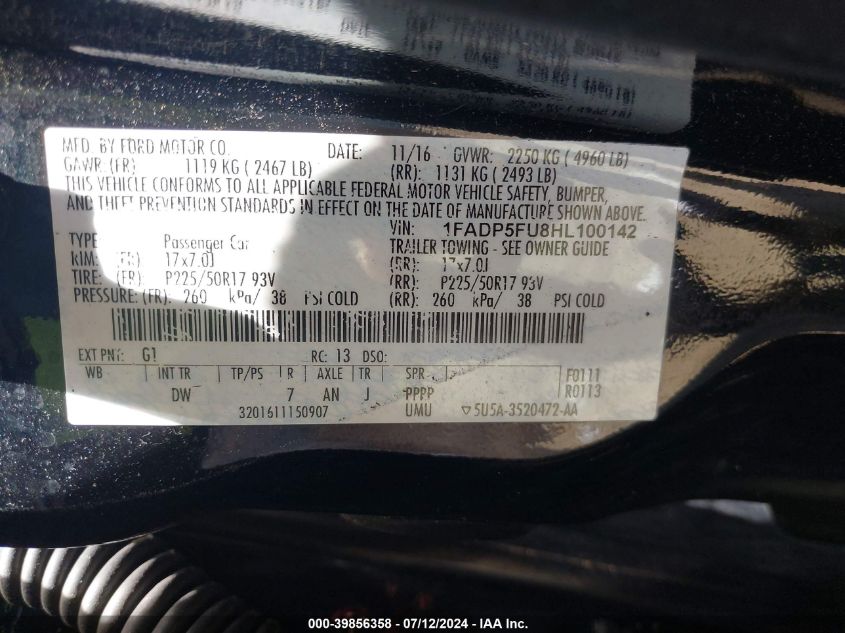 MFD. BY FORD MOTOR CO. DATE: 11/16 GVWR: 2250 KG ( 4960 LB)
GAWR: (FR) 1119 KG ( 2467 LB) (RR): 1131 KG ( 2493 LB)
THIS VEHICLE CONFORMS TO ALL APPLICABLE FEDERAL MOTOR VEHICLE SAFETY, BUMPER,
AND THEFT PREVENTION STANDARDS IN EFFECT ON THE DATE OF MANUFACTURE SHOWN ABOVE.
VIN: 1FADP5FU8HL100142
TYPE: Passenger Car TRAILER TOWING - SEE OWNER GUIDE
RIM: (FR): 17x7.0J (RR): 17x7.0J
TIRE: (FR): P225/50R17 93V (RR): P225/50R17 93V
PRESSURE: (FR): 260 kPa/ 38 PSI COLD (RR): 260 kPa/ 38 PSI COLD
EXT PNT: G1 RC: 13 DSO:
WB INT TR TP/PS R AXLE TR SPR F0111
DW 7 AN J PPPP R0113
3201611150907 UMU ▽5U5A-3520472-AA
000-39856358 - 07/12/2024 - IAA Inc.